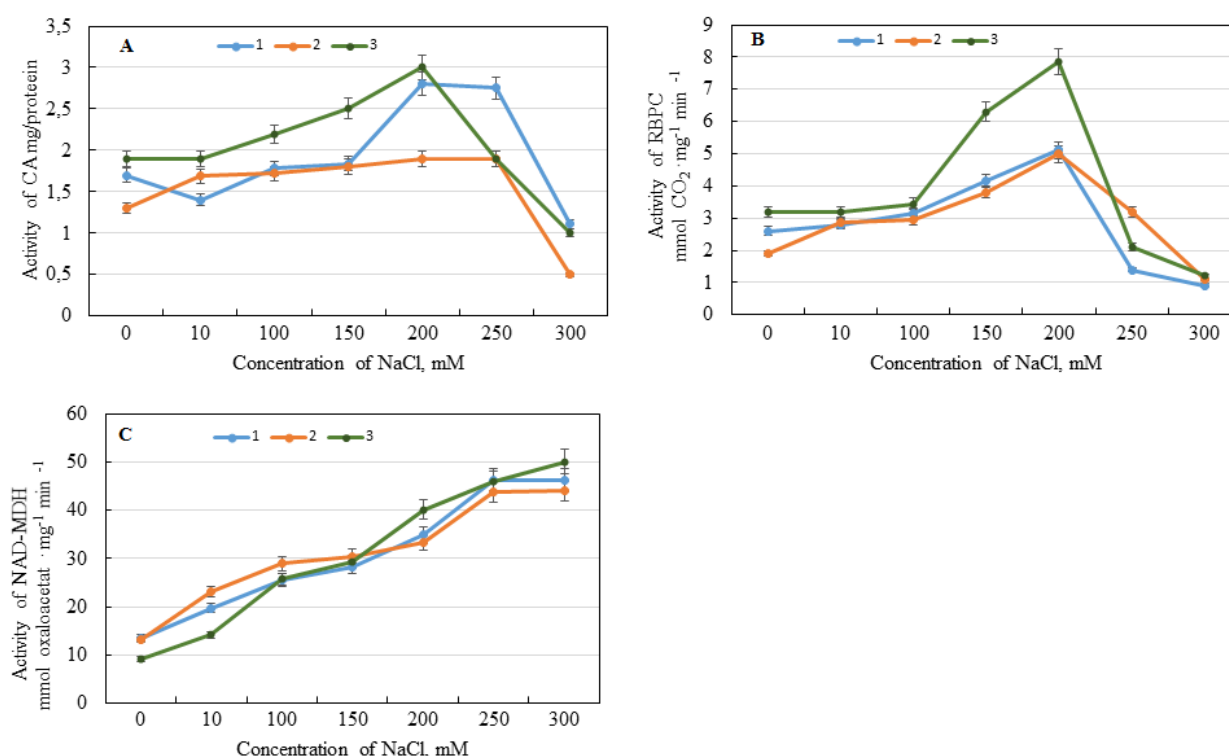 A
1 2 3
3,5
3
2,5
2
1,5
1
0,5
0
Activity of CA mg/protein
0 10 100 150 200 250 300
Concentration of NaCl, mM
B
1 2 3
9
8
7
6
5
4
3
2
1
0
Activity of RBPC
mmol CO₂ ·mg⁻¹ min ⁻¹
0 10 100 150 200 250 300
Concentration of NaCl, mM
C
1 2 3
60
50
40
30
20
10
0
Activity of NAD-MDH
mmol oxaloacetat ·mg⁻¹ min ⁻¹
0 10 100 150 200 250 300
Concentration of NaCl, mM